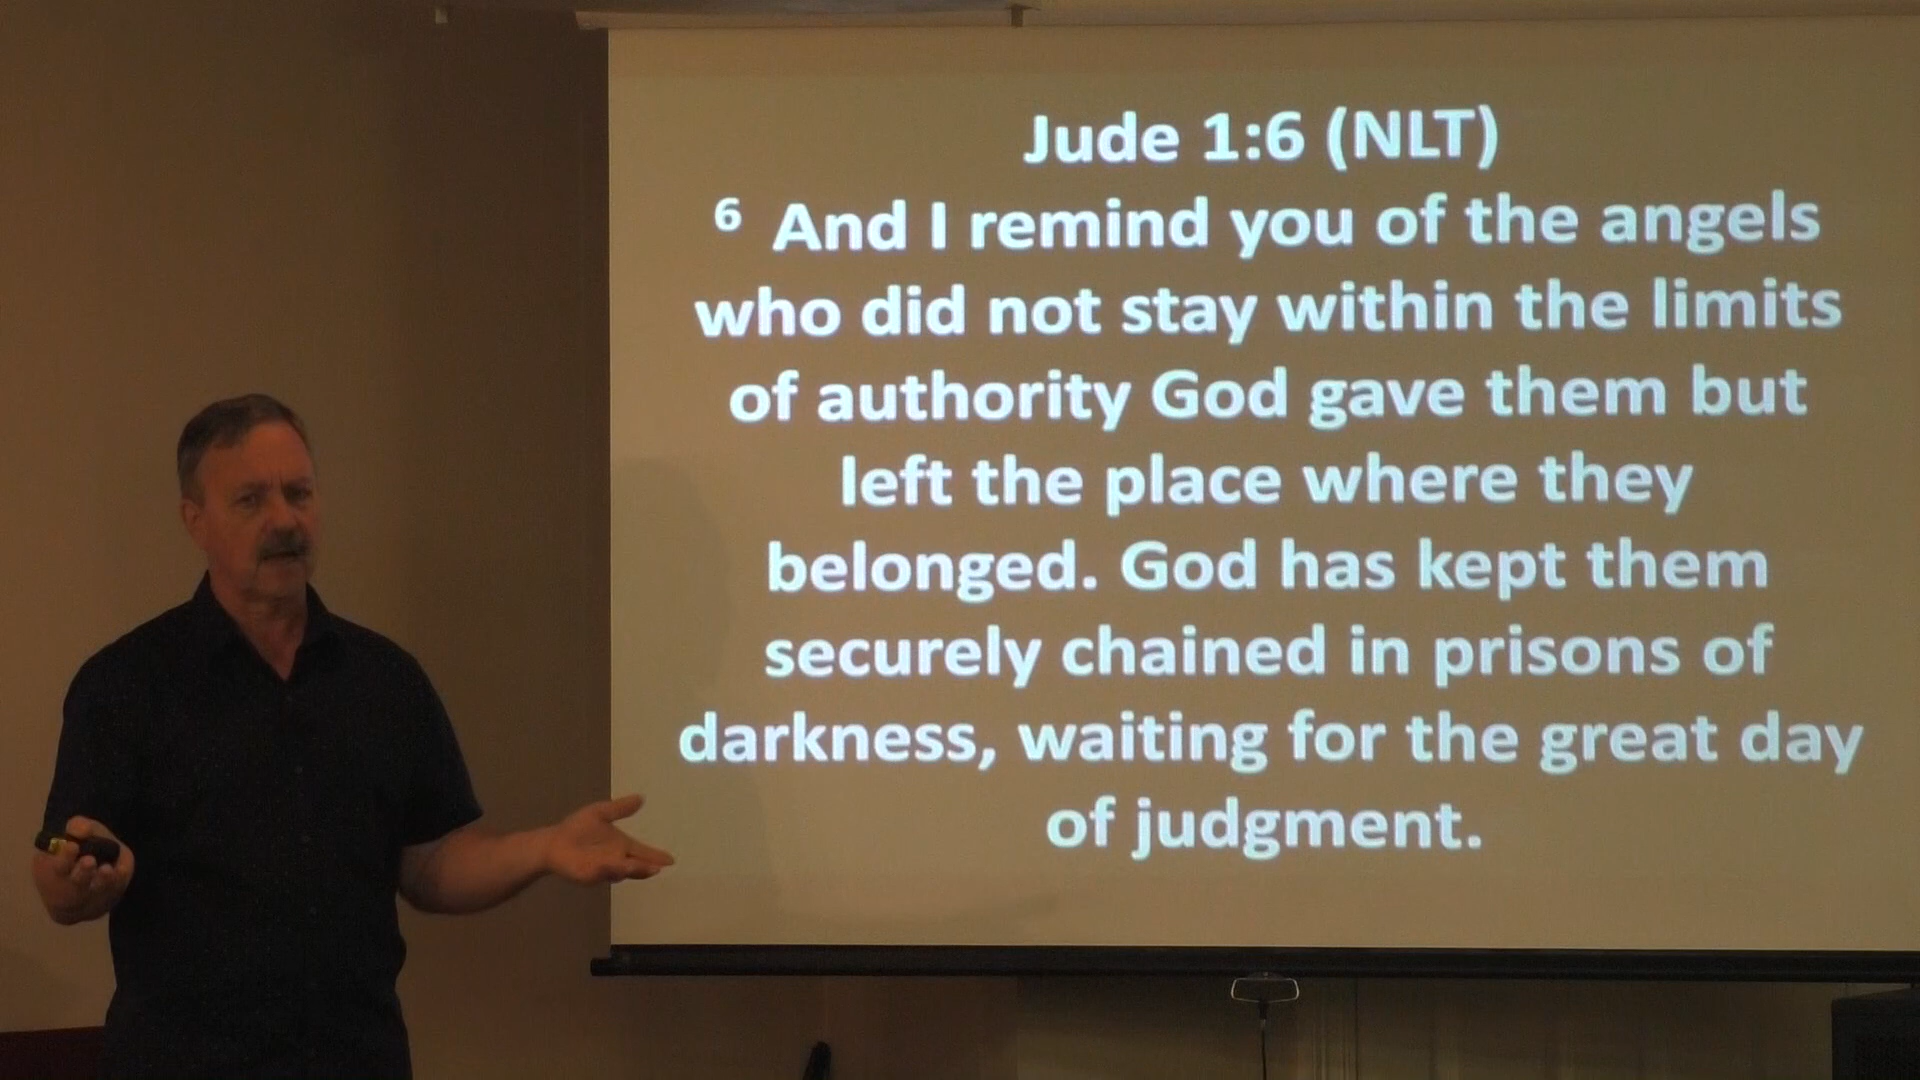 Jude 1:6 (NLT)
6 And I remind you of the angels
who did not stay within the limits
of authority God gave them but
left the place where they
belonged. God has kept them
securely chained in prisons of
darkness, waiting for the great day
of judgment.